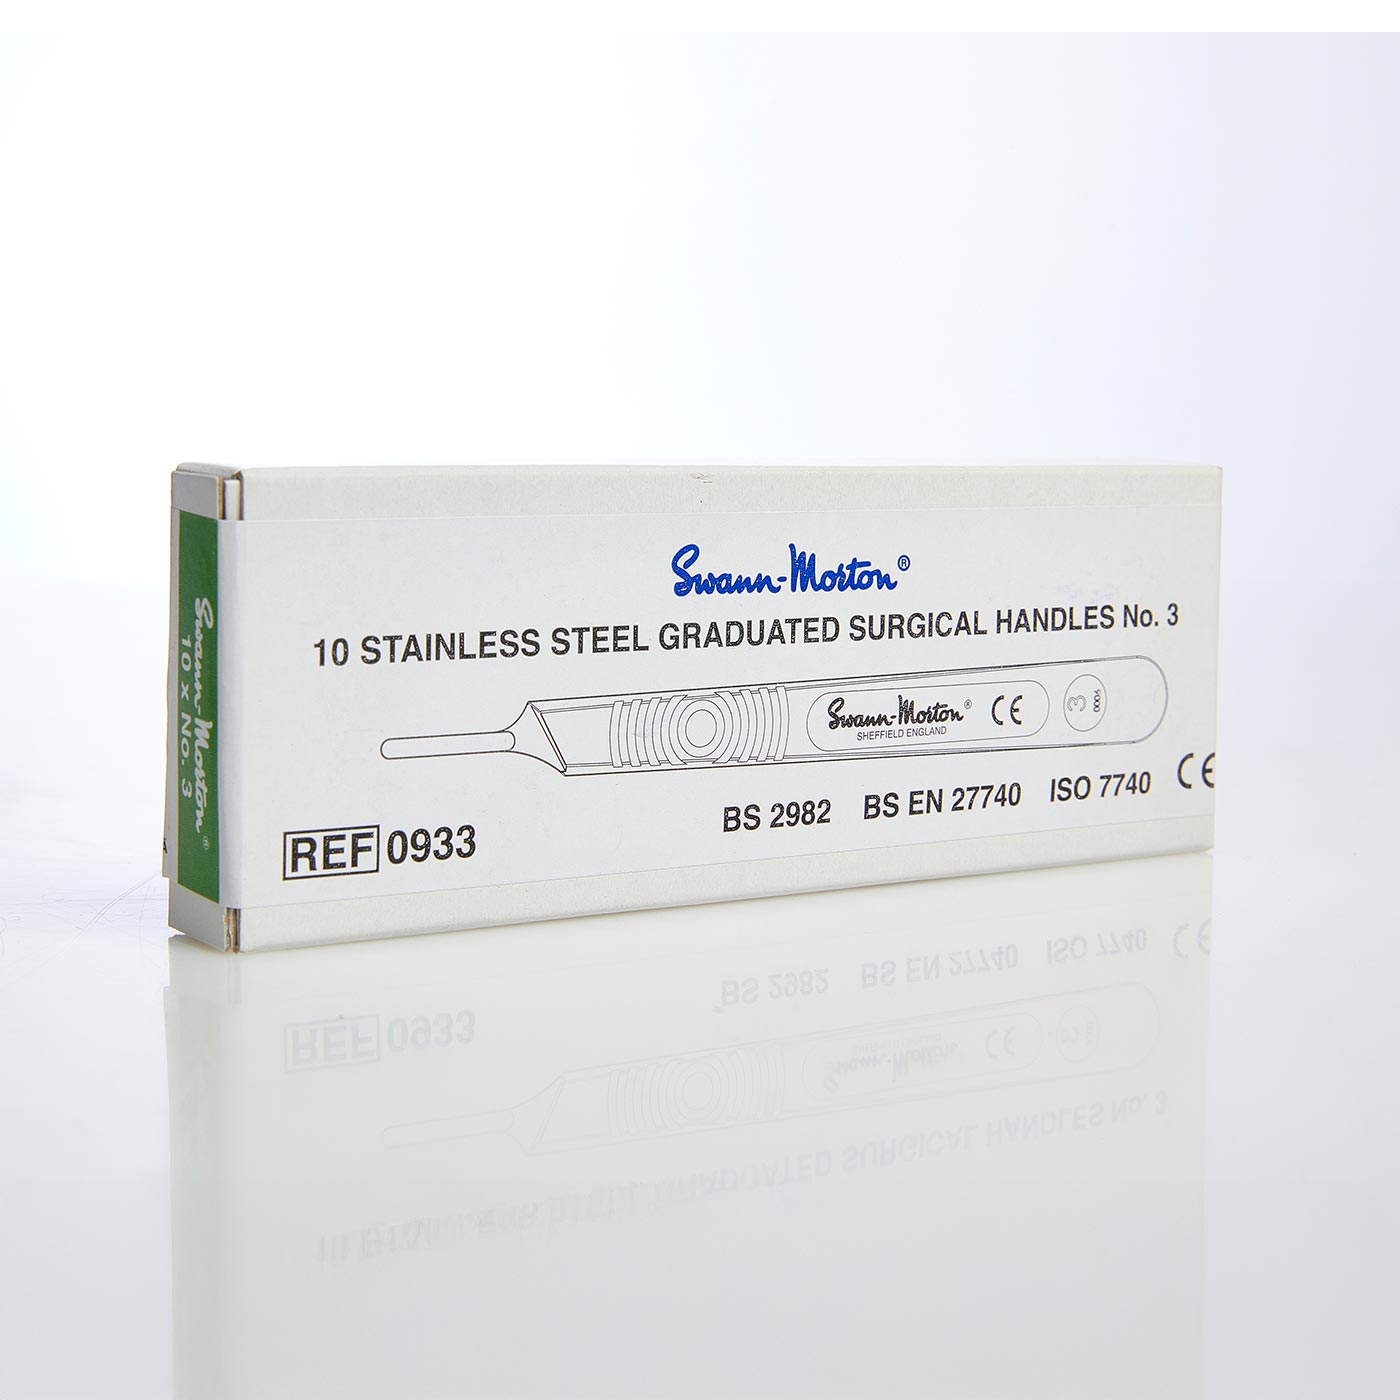 Swann-Morton®
10 STAINLESS STEEL GRADUATED SURGICAL HANDLES No. 3
Swann-Morton®
SHEFFIELD ENGLAND
CE
3
BS 2982 BS EN 27740 ISO 7740 CE
REF 0933
Swann-Morton®
10 x No. 3